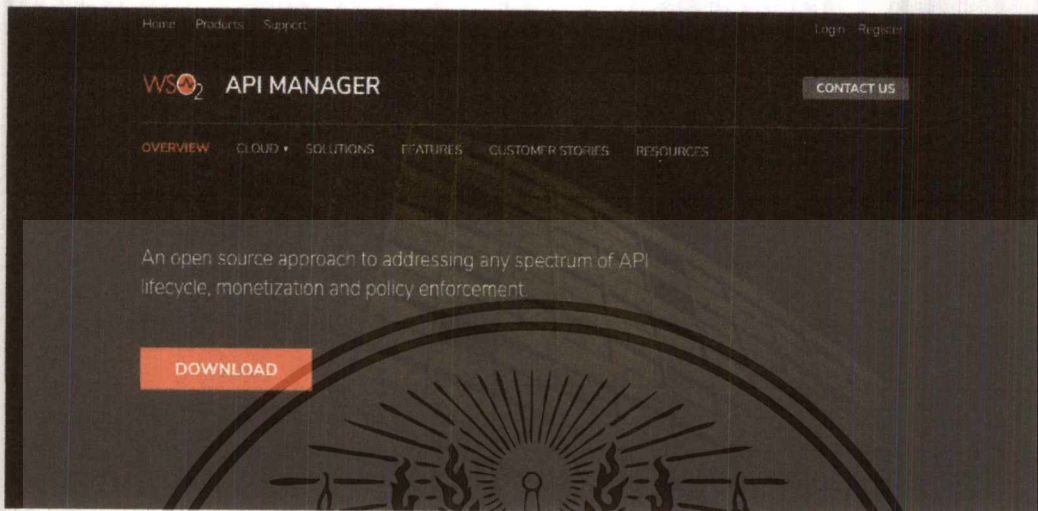 Home Products Support
Login Register
WSO2 API MANAGER
CONTACT US
OVERVIEW CLOUD ▾ SOLUTIONS FEATURES CUSTOMER STORIES RESOURCES
An open source approach to addressing any spectrum of API
lifecycle, monetization and policy enforcement
DOWNLOAD